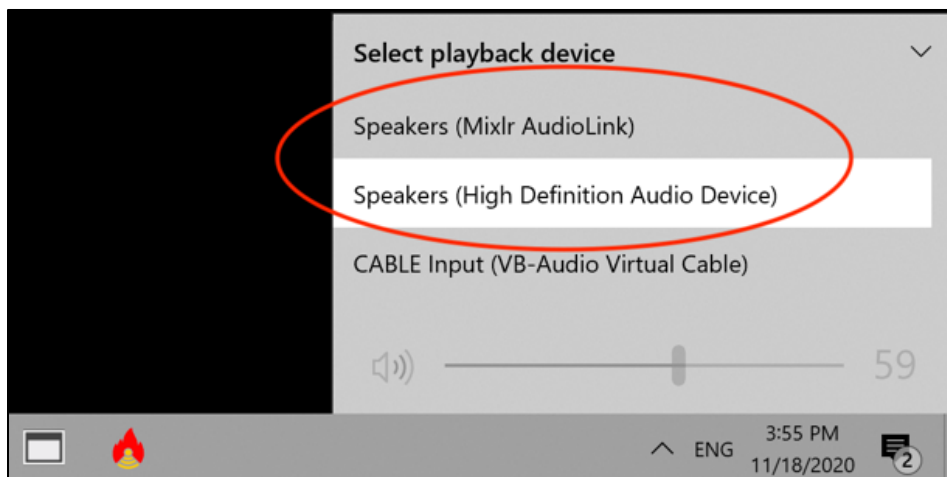 Select playback device
Speakers (Mixlr AudioLink)
Speakers (High Definition Audio Device)
CABLE Input (VB-Audio Virtual Cable)
59
ENG
3:55 PM
11/18/2020
2